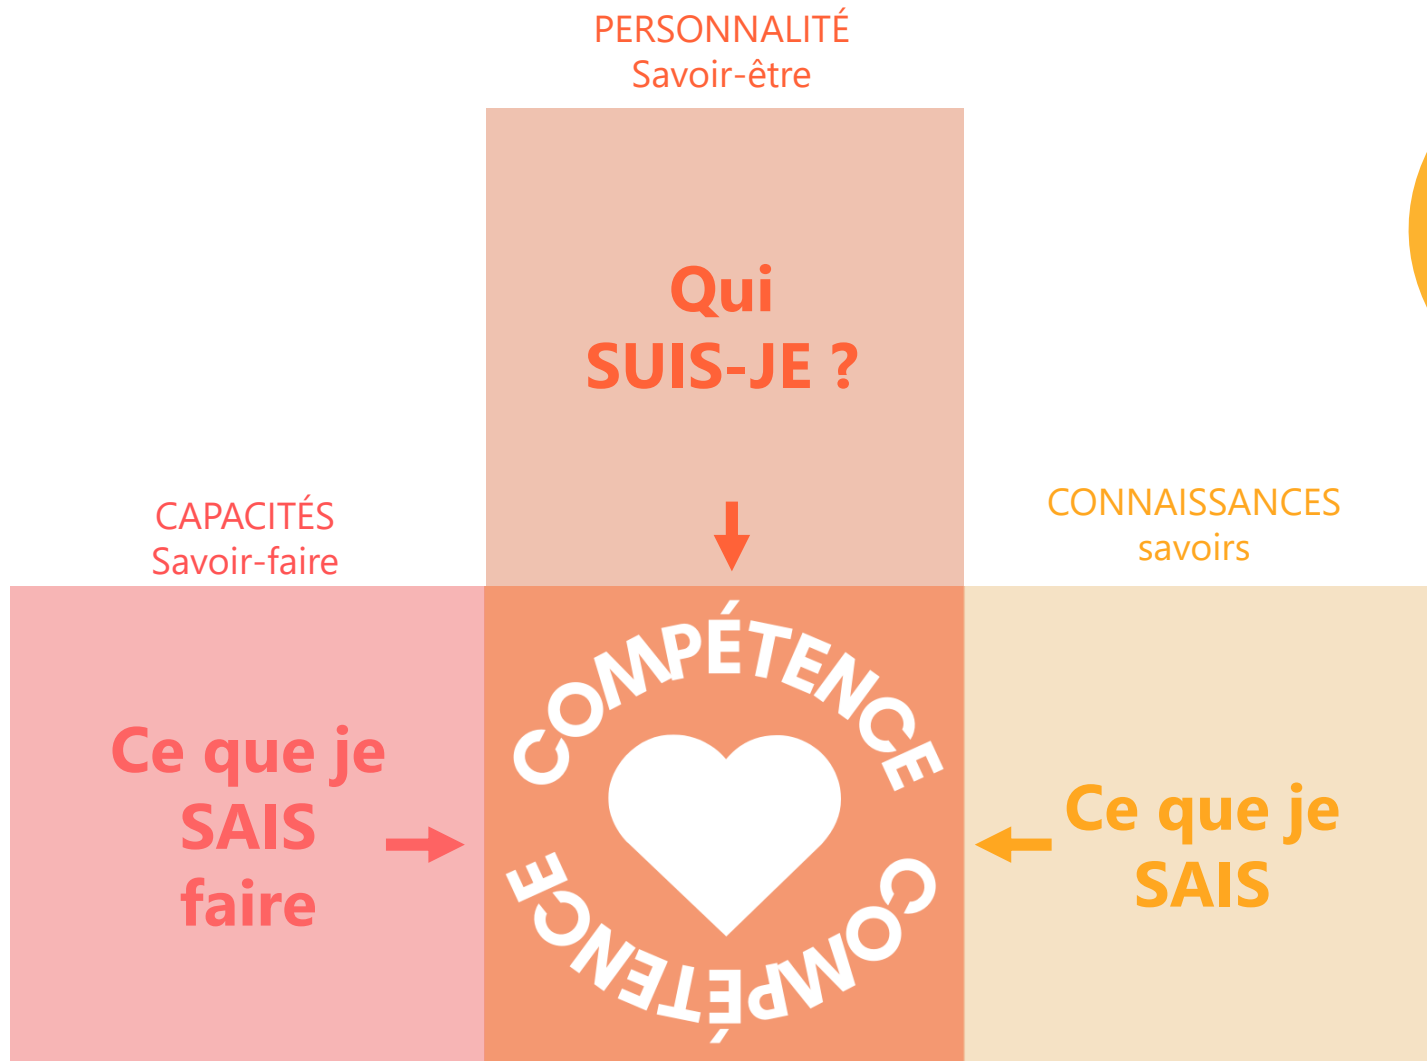 PERSONNALITÉ
Savoir-être
Qui
SUIS-JE ?
CAPACITÉS
Savoir-faire
CONNAISSANCES
savoirs
Ce que je
SAIS
faire
COMPÉTENCE
COMPÉTENCE
Ce que je
SAIS